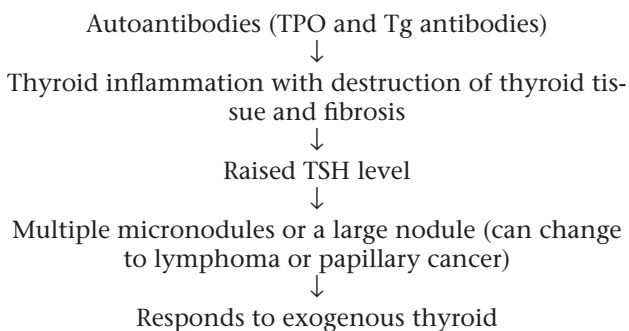 Autoantibodies (TPO and Tg antibodies)
↓
Thyroid inflammation with destruction of thyroid tis-
sue and fibrosis
↓
Raised TSH level
↓
Multiple micronodules or a large nodule (can change
to lymphoma or papillary cancer)
↓
Responds to exogenous thyroid